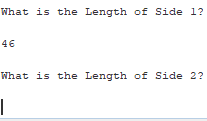 What is the Length of Side 1?
46
What is the Length of Side 2?